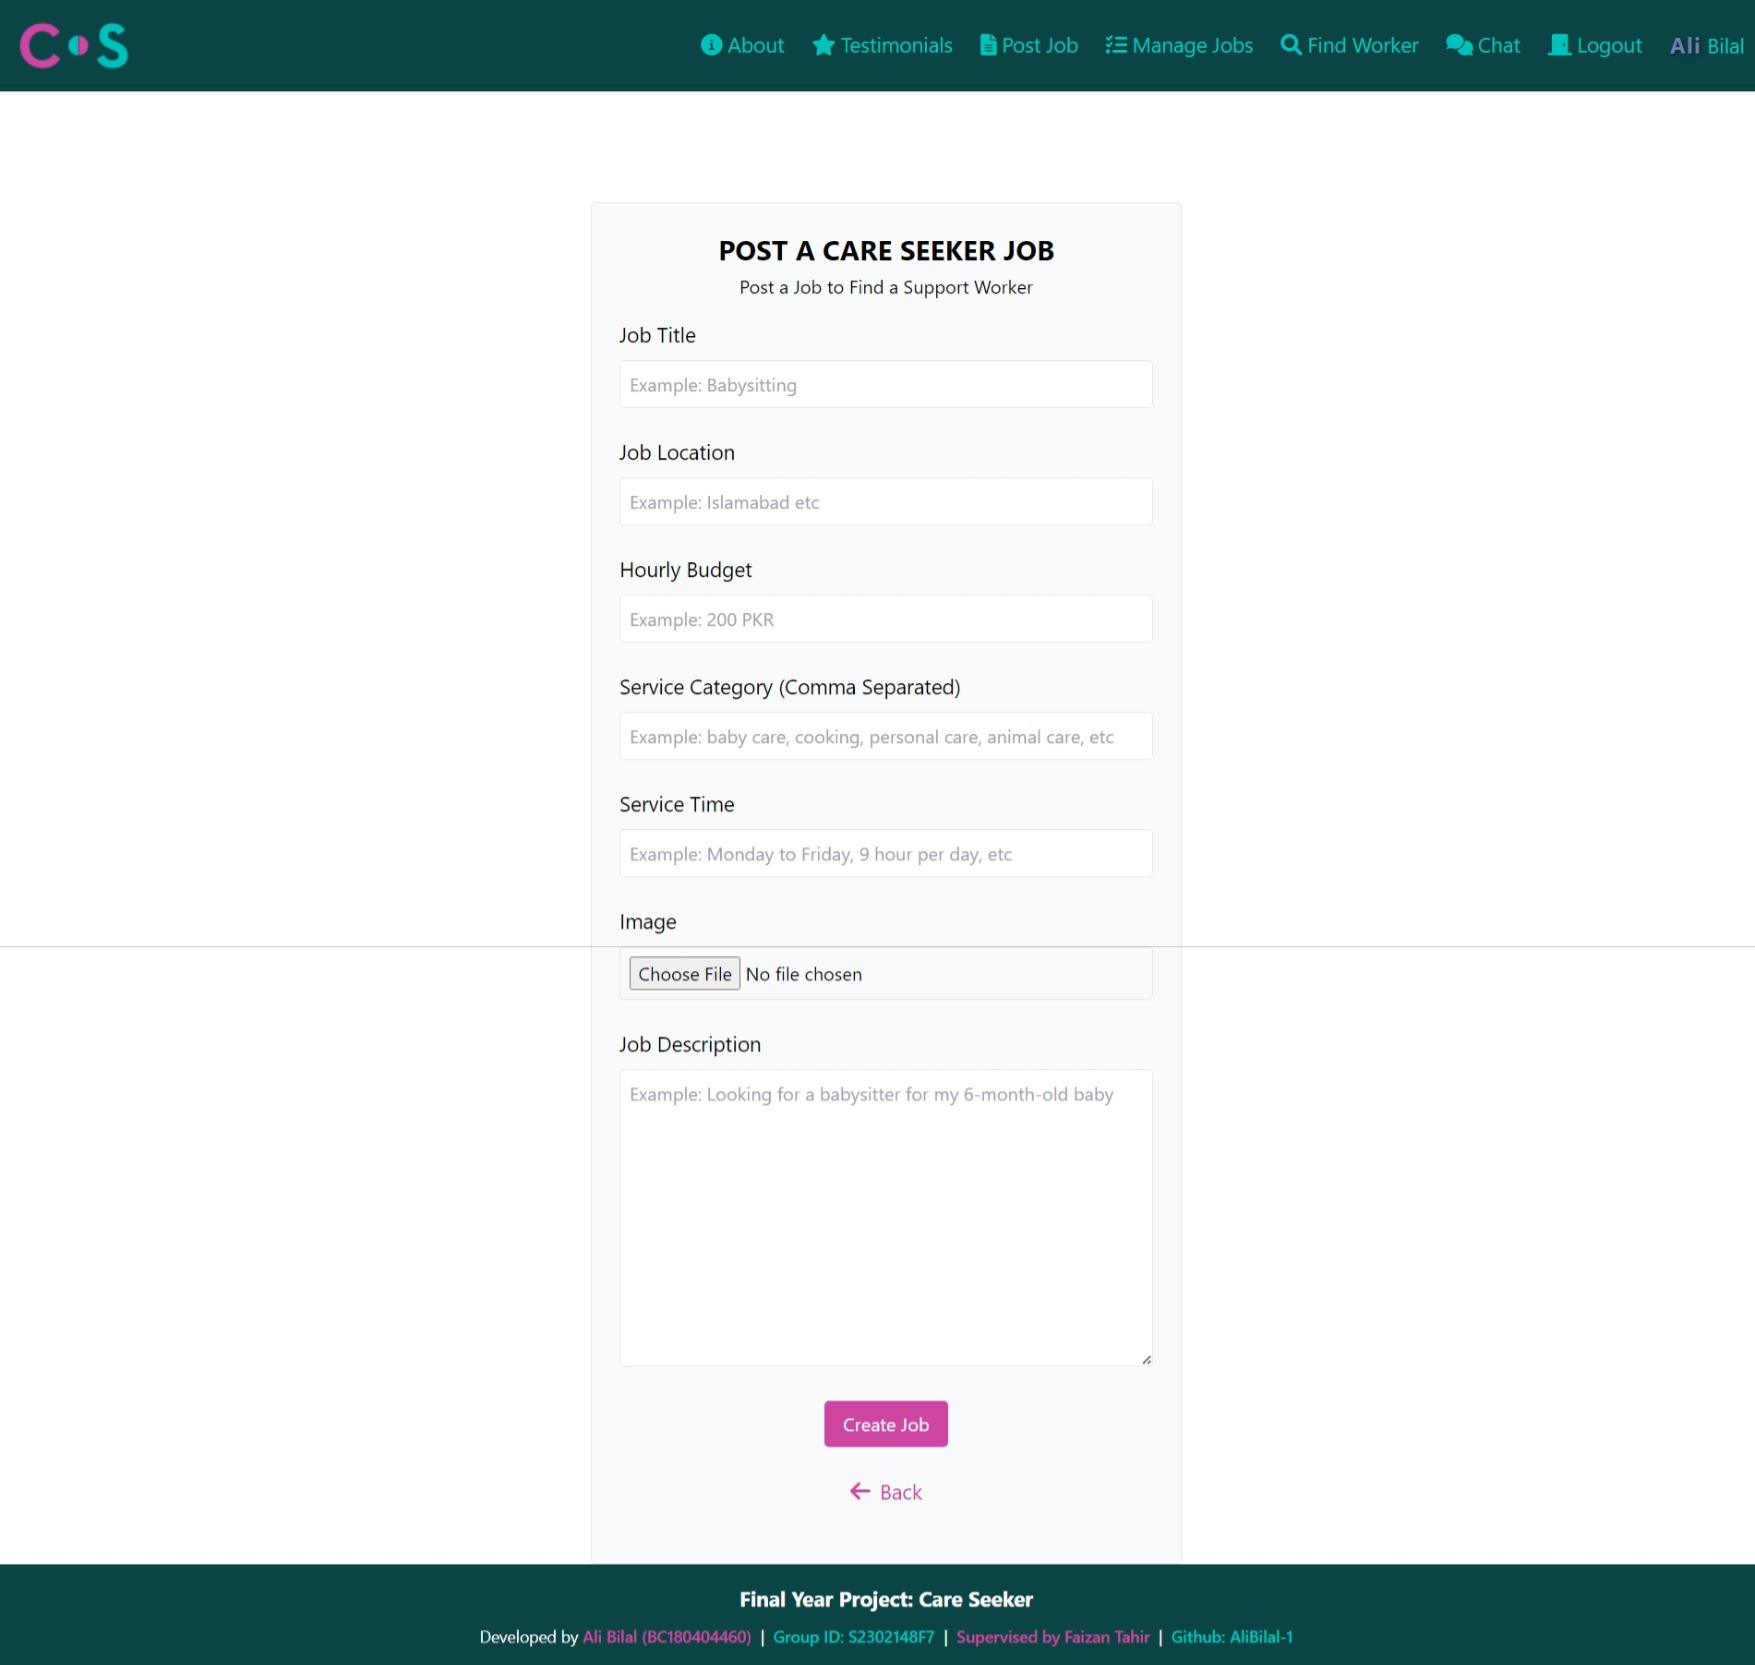 C S
About Testimonials Post Job Manage Jobs Find Worker Chat Logout Ali Bilal
POST A CARE SEEKER JOB
Post a Job to Find a Support Worker
Job Title
Example: Babysitting
Job Location
Example: Islamabad etc
Hourly Budget
Example: 200 PKR
Service Category (Comma Separated)
Example: baby care, cooking, personal care, animal care, etc
Service Time
Example: Monday to Friday, 9 hour per day, etc
Image
Choose File No file chosen
Job Description
Example: Looking for a babysitter for my 6-month-old baby
Create Job
Back
Final Year Project: Care Seeker
Developed by Ali Bilal (BC180404460) | Group ID: S2302148F7 | Supervised by Faizan Tahir | Github: AliBilal-1